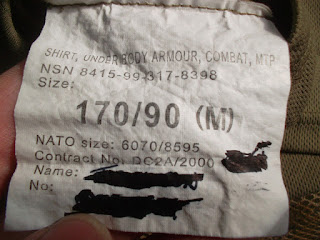 SHIRT, UNDER BODY ARMOUR, COMBAT, MTP
NSN 8415-99-317-8398
Size:
170/90 (M)
NATO size: 6070/8595
Contract No: DC2A/2000
Name:
No: